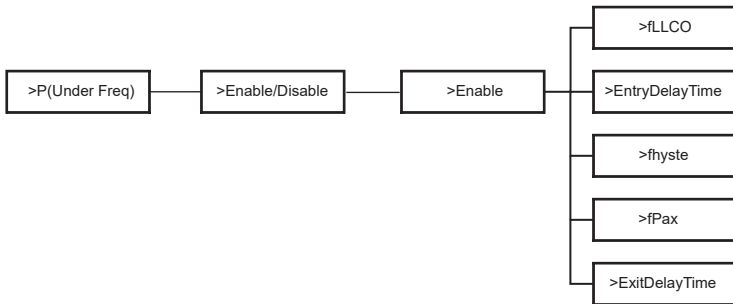 >P(Under Freq)
>Enable/Disable
>Enable
>fLLCO
>EntryDelayTime
>fhyste
>fPax
>ExitDelayTime